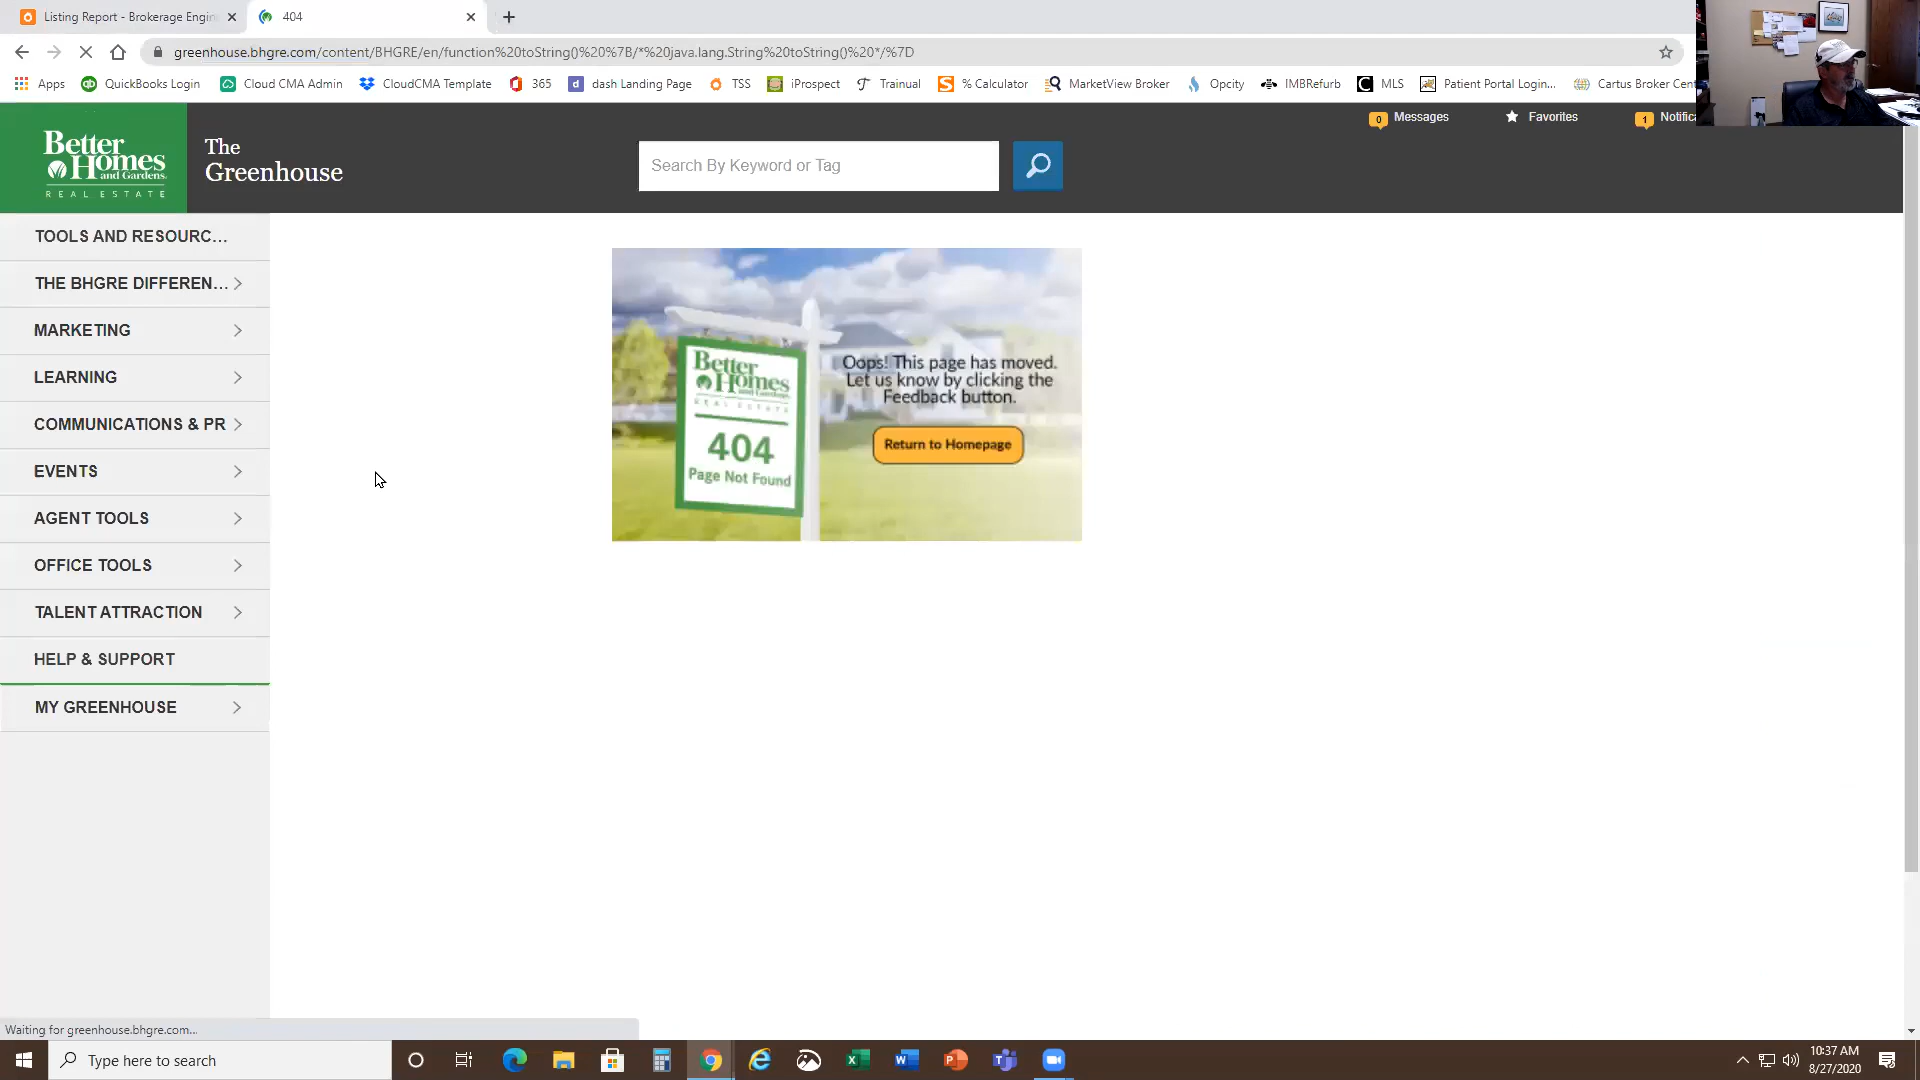 Listing Report - Brokerage Engin
404
greenhouse.bhgre.com/content/BHGRE/en/function%20toString()%20%7B/*%20java.lang.String%20toString()%20*/%7D
Apps
QuickBooks Login
Cloud CMA Admin
CloudCMA Template
365
dash Landing Page
TSS
iProspect
Trainual
% Calculator
MarketView Broker
Opcity
IMBRefurb
MLS
Patient Portal Login...
Cartus Broker Cent
Better
Homes
and Gardens
REAL ESTATE
The
Greenhouse
Search By Keyword or Tag
0 Messages
Favorites
1 Notifica
TOOLS AND RESOURC...
THE BHGRE DIFFEREN...
MARKETING
LEARNING
COMMUNICATIONS & PR
EVENTS
AGENT TOOLS
OFFICE TOOLS
TALENT ATTRACTION
HELP & SUPPORT
MY GREENHOUSE
Better
Homes
and Gardens
REAL ESTATE
404
Page Not Found
Oops! This page has moved.
Let us know by clicking the
Feedback button.
Return to Homepage
Waiting for greenhouse.bhgre.com...
Type here to search
10:37 AM
8/27/2020